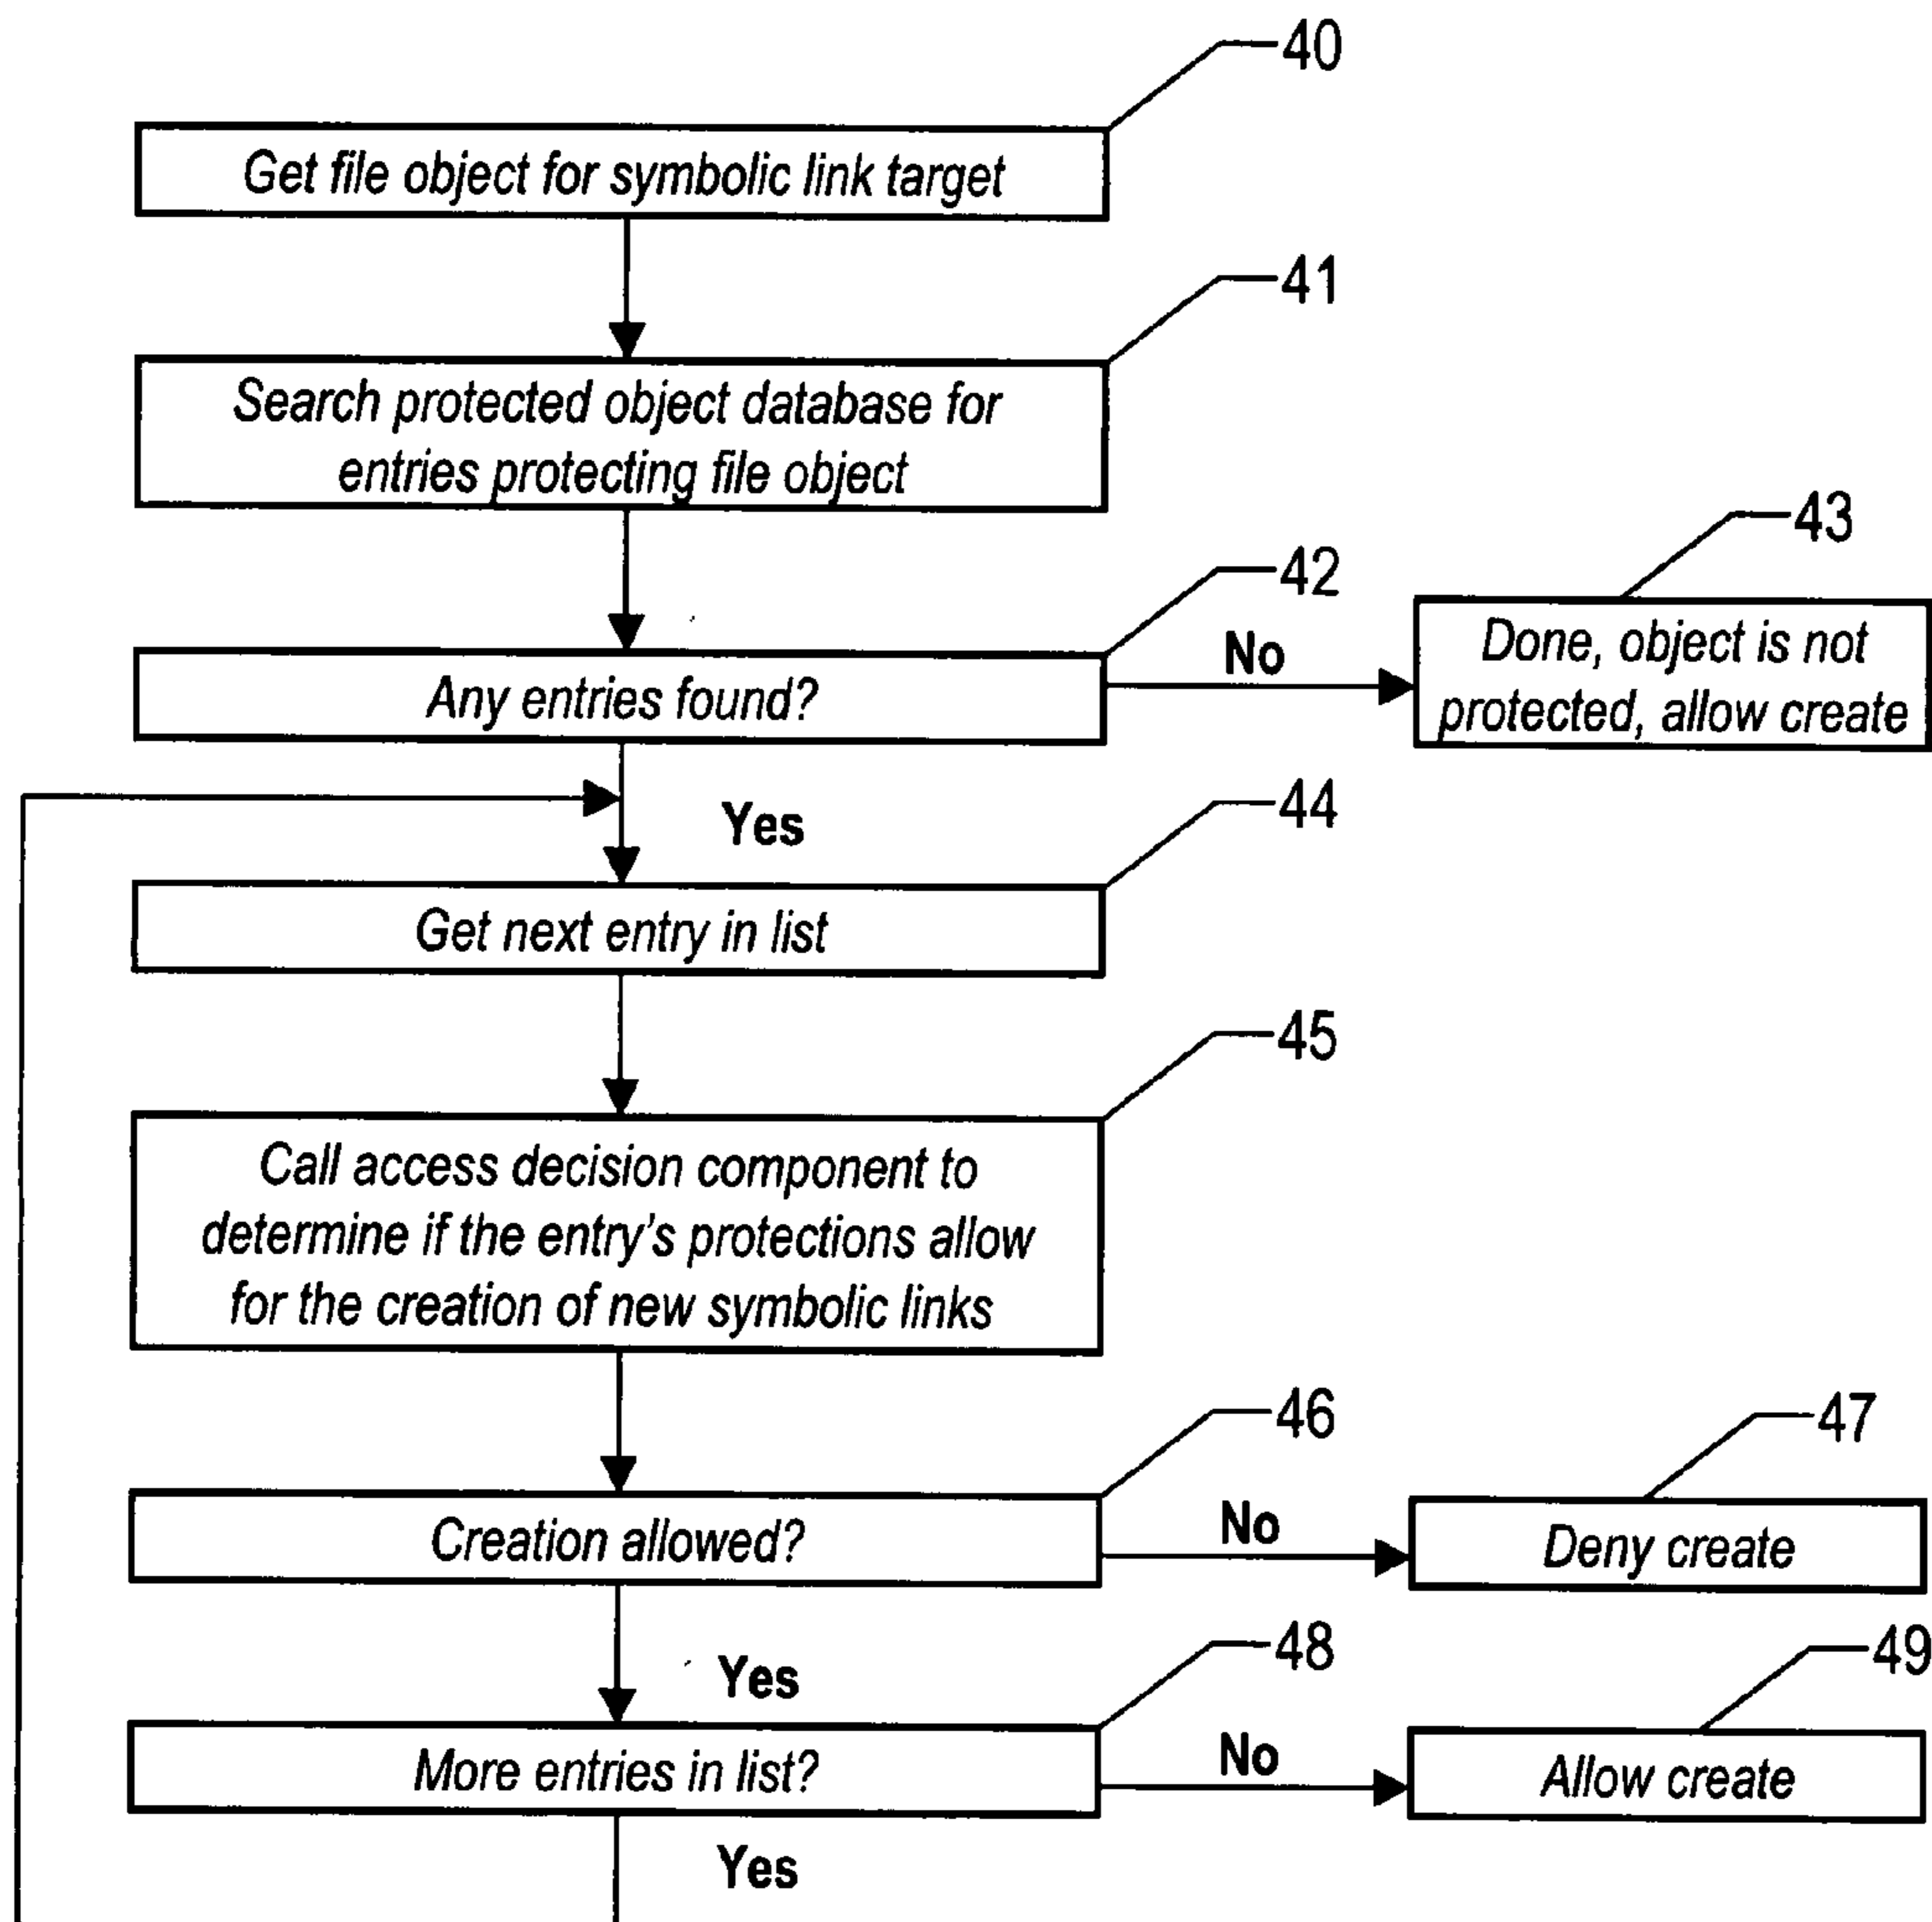 40
Get file object for symbolic link target
41
Search protected object database for
entries protecting file object
42
43
No
Done, object is not
protected, allow create
Any entries found?
44
Yes
Get next entry in list
45
Call access decision component to
determine if the entry's protections allow
for the creation of new symbolic links
46
47
No
Creation allowed?
Deny create
48
49
Yes
No
More entries in list?
Allow create
Yes